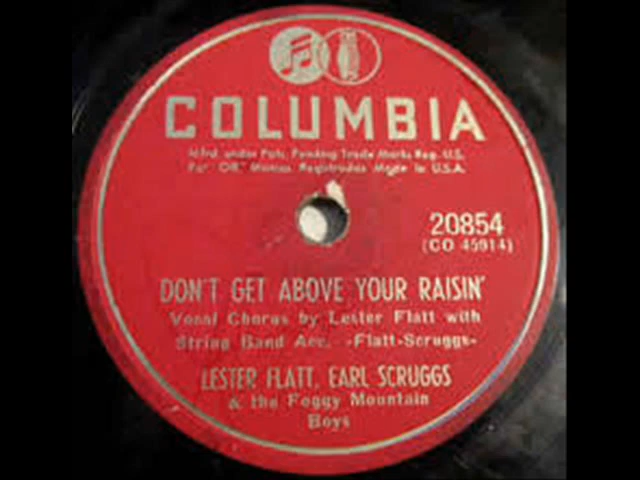 COLUMBIA
Mfrd. under Pats. Pending Trade Marks Reg. U.S.
Pat. Off." Marcas Registradas Made in U.S.A.
20854
(CO 45914)
DON'T GET ABOVE YOUR RAISIN'
Vocal Chorus by Lester Flatt with
String Band Acc. -Flatt-Scruggs-
LESTER FLATT, EARL SCRUGGS
& the Foggy Mountain
Boys